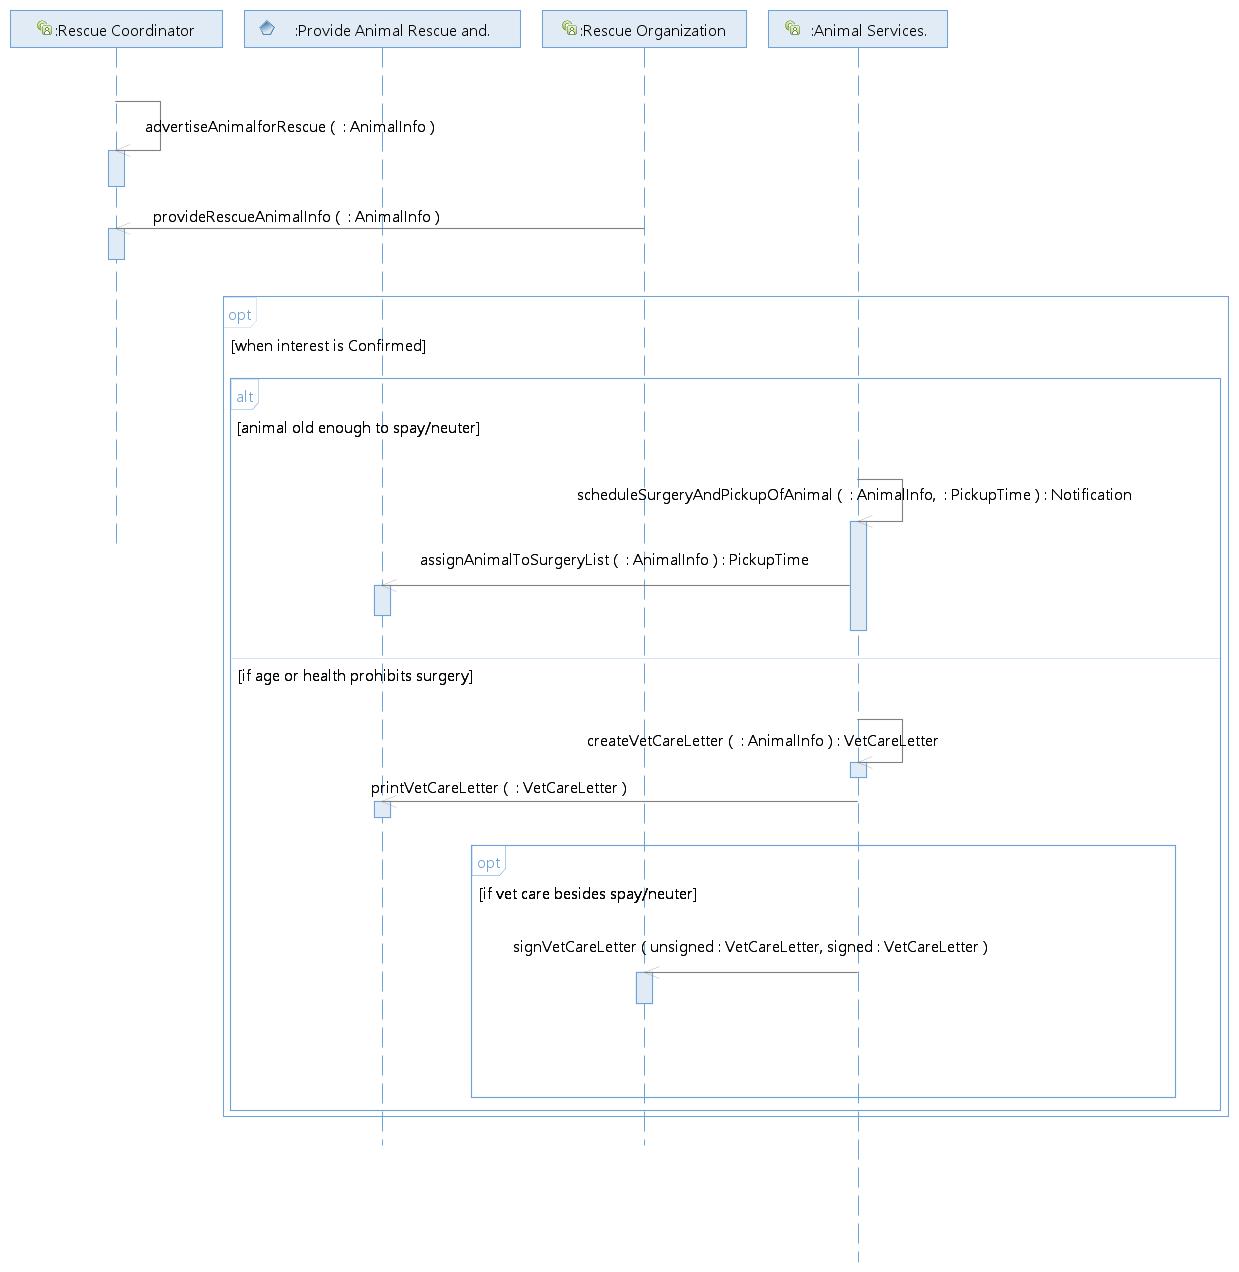 :Rescue Coordinator
:Provide Animal Rescue and.
:Rescue Organization
:Animal Services.
advertiseAnimalforRescue (  : AnimalInfo )
provideRescueAnimalInfo (  : AnimalInfo )
opt
[when interest is Confirmed]
alt
[animal old enough to spay/neuter]
scheduleSurgeryAndPickupOfAnimal (  : AnimalInfo,  : PickupTime ) : Notification
assignAnimalToSurgeryList (  : AnimalInfo ) : PickupTime
[if age or health prohibits surgery]
createVetCareLetter (  : AnimalInfo ) : VetCareLetter
printVetCareLetter (  : VetCareLetter )
opt
[if vet care besides spay/neuter]
signVetCareLetter ( unsigned : VetCareLetter, signed : VetCareLetter )